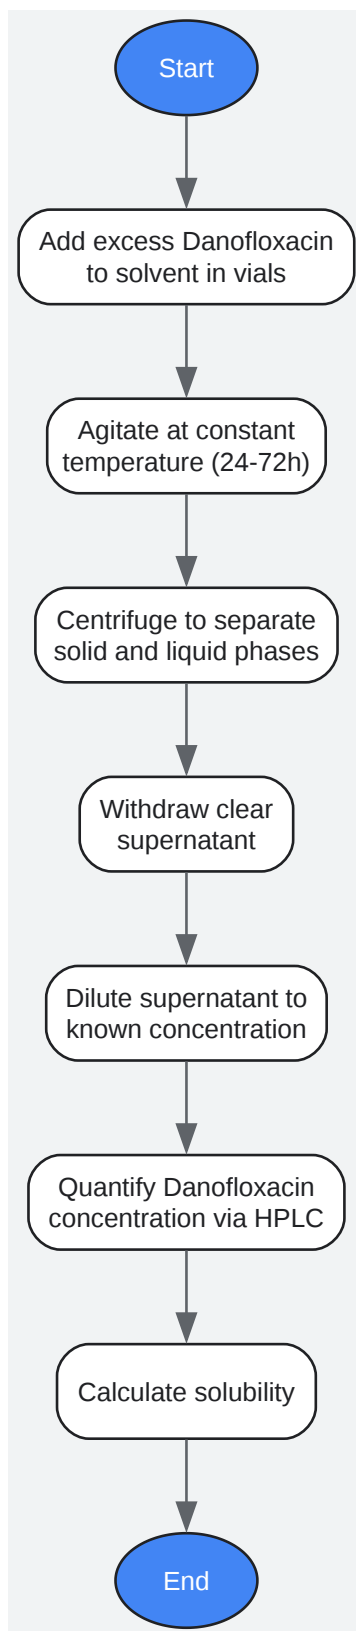 Start
Add excess Danofloxacin
to solvent in vials
Agitate at constant
temperature (24-72h)
Centrifuge to separate
solid and liquid phases
Withdraw clear
supernatant
Dilute supernatant to
known concentration
Quantify Danofloxacin
concentration via HPLC
Calculate solubility
End